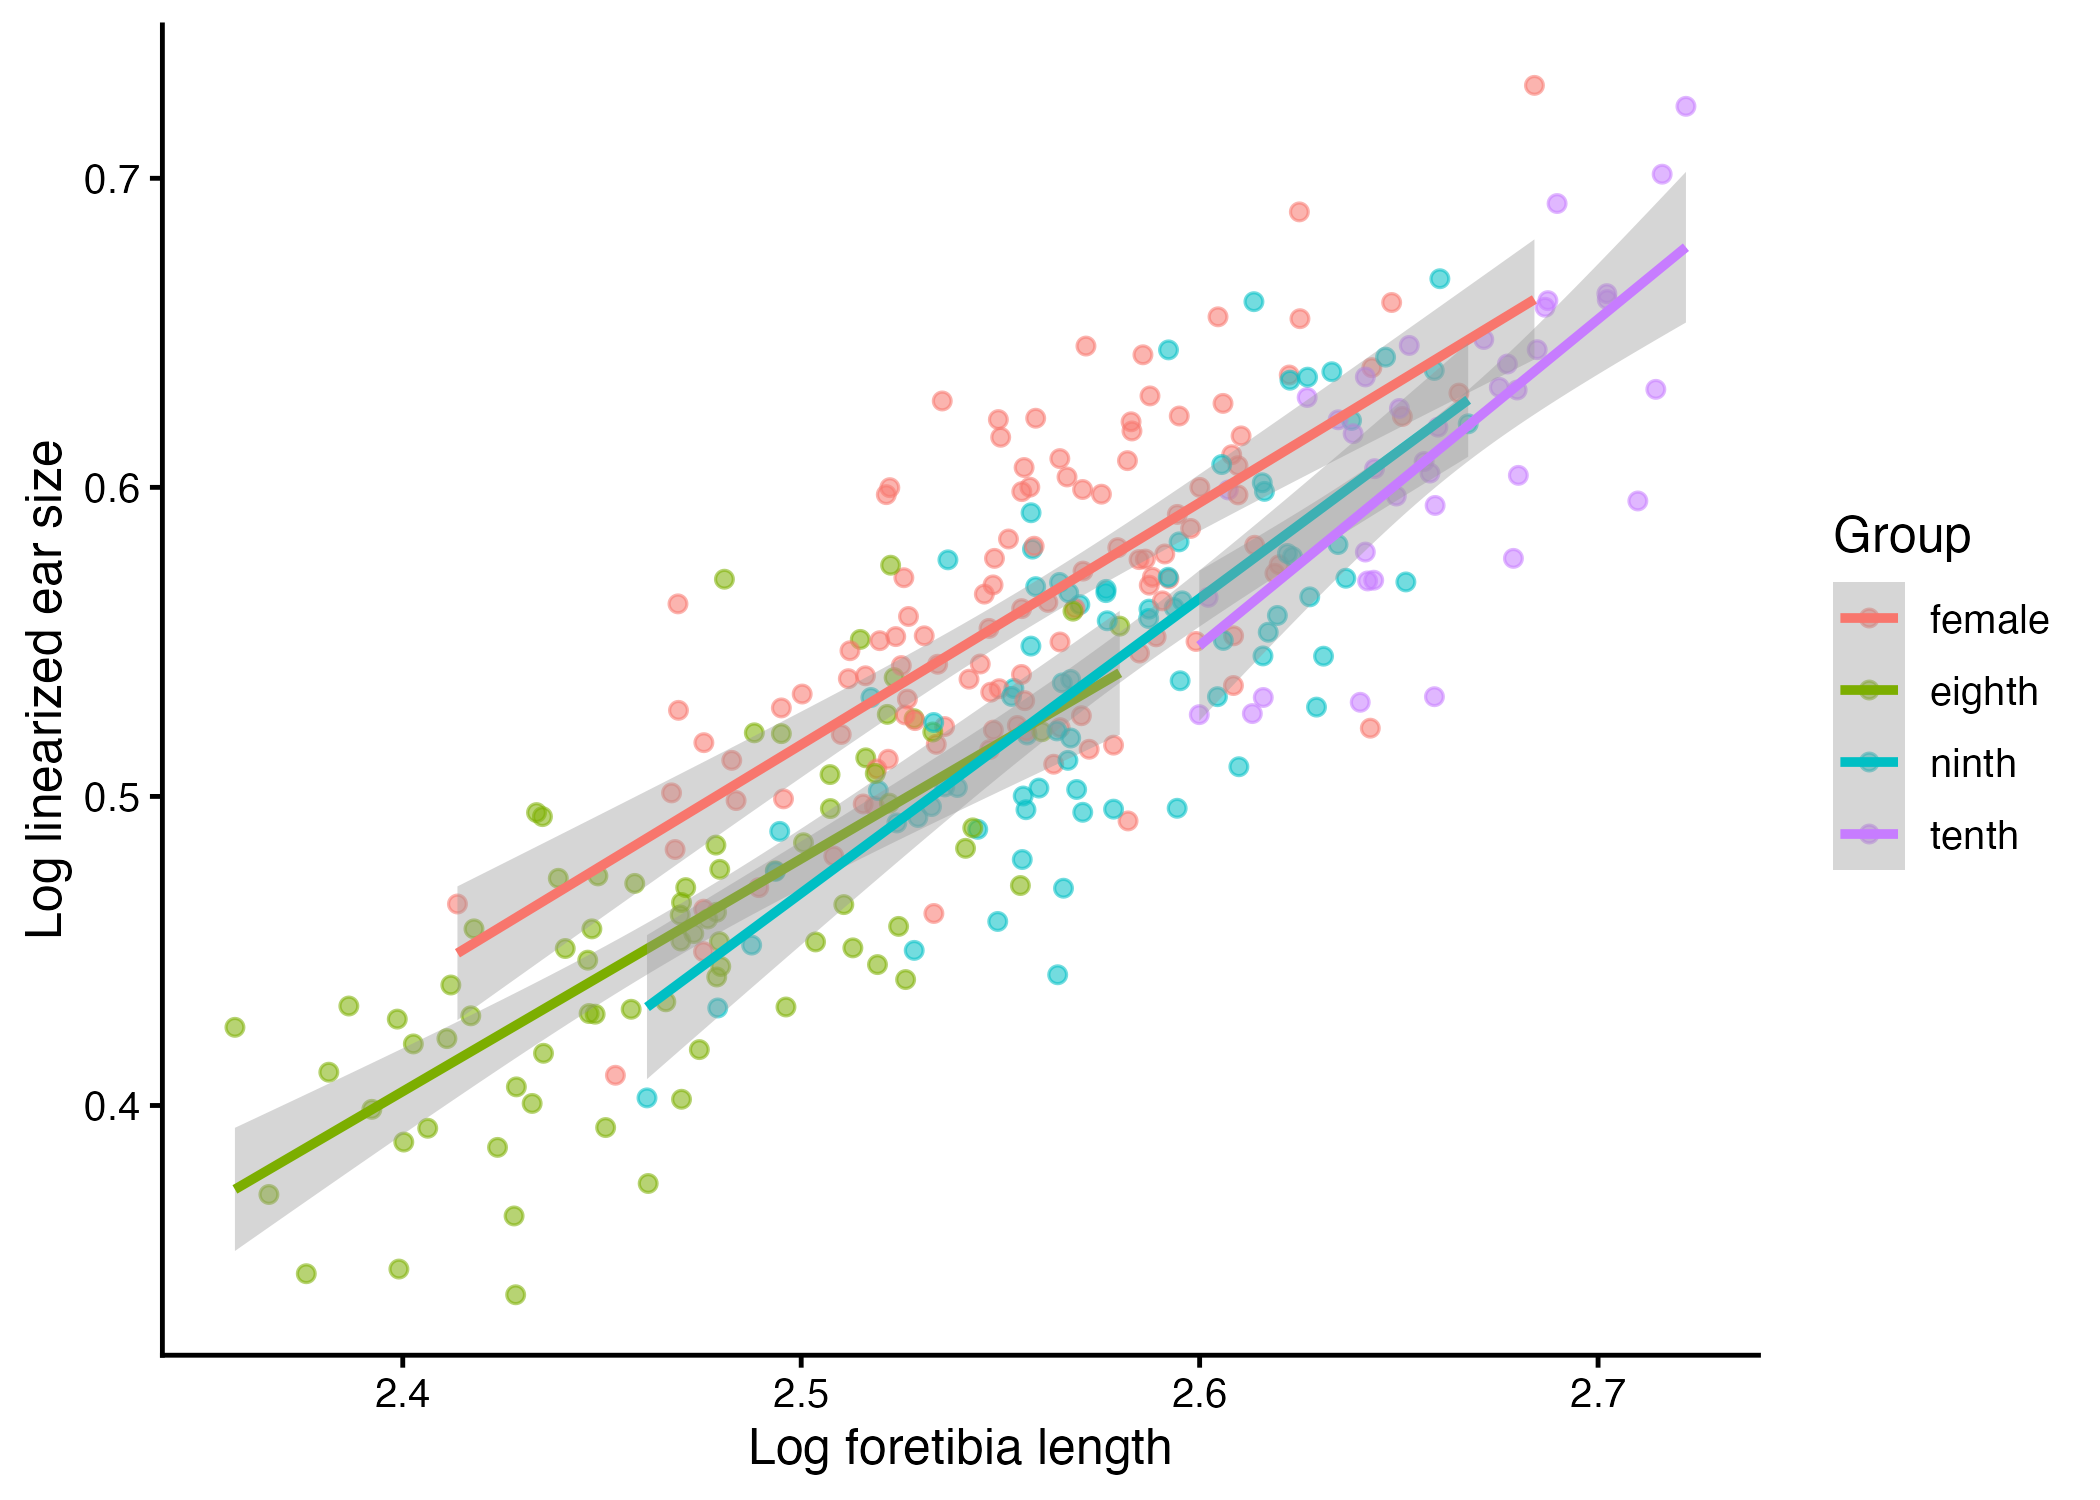 Log linearized ear size
0.7
0.6
0.5
0.4
2.4 2.5 2.6 2.7
Log foretibia length
Group
female
eighth
ninth
tenth